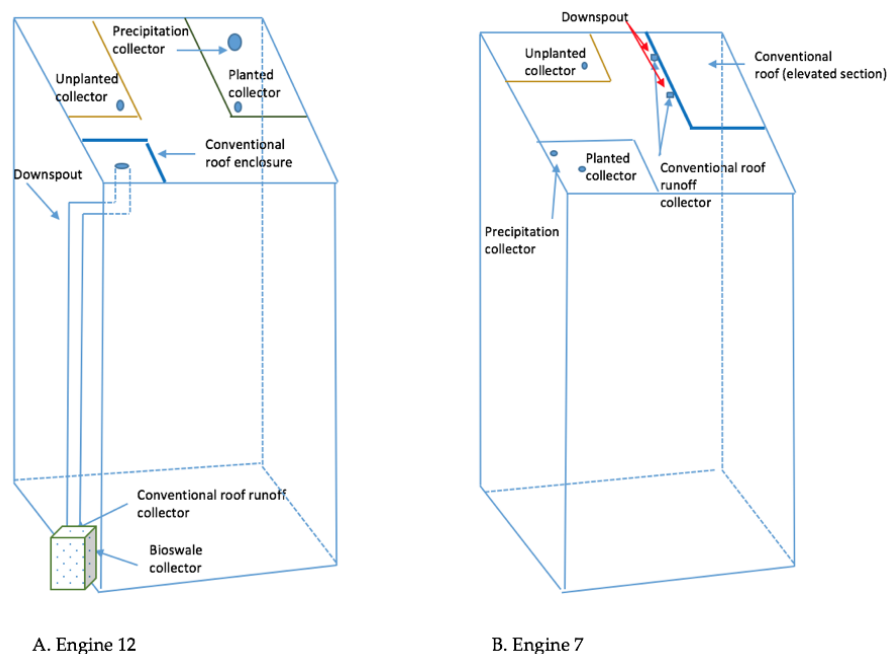 Precipitation
collector
Unplanted
collector
Planted
collector
Conventional
roof enclosure
Downspout
Conventional roof runoff
collector
Bioswale
collector
A. Engine 12
Downspout
Unplanted
collector
Conventional
roof (elevated section)
Planted
collector
Conventional roof
runoff
collector
Precipitation
collector
B. Engine 7